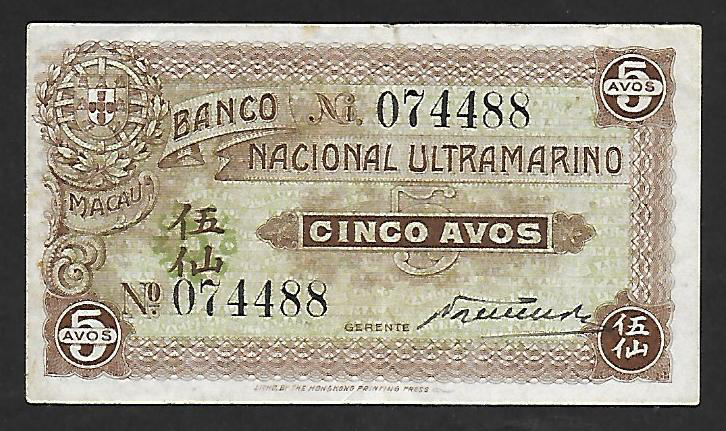 5
AVOS
BANCO
Nº 074488
NACIONAL ULTRAMARINO
MACAU
伍仙
5
CINCO AVOS
Nº 074488
GERENTE
5
AVOS
伍仙
LITHO. BY THE HONGKONG PRINTING PRESS